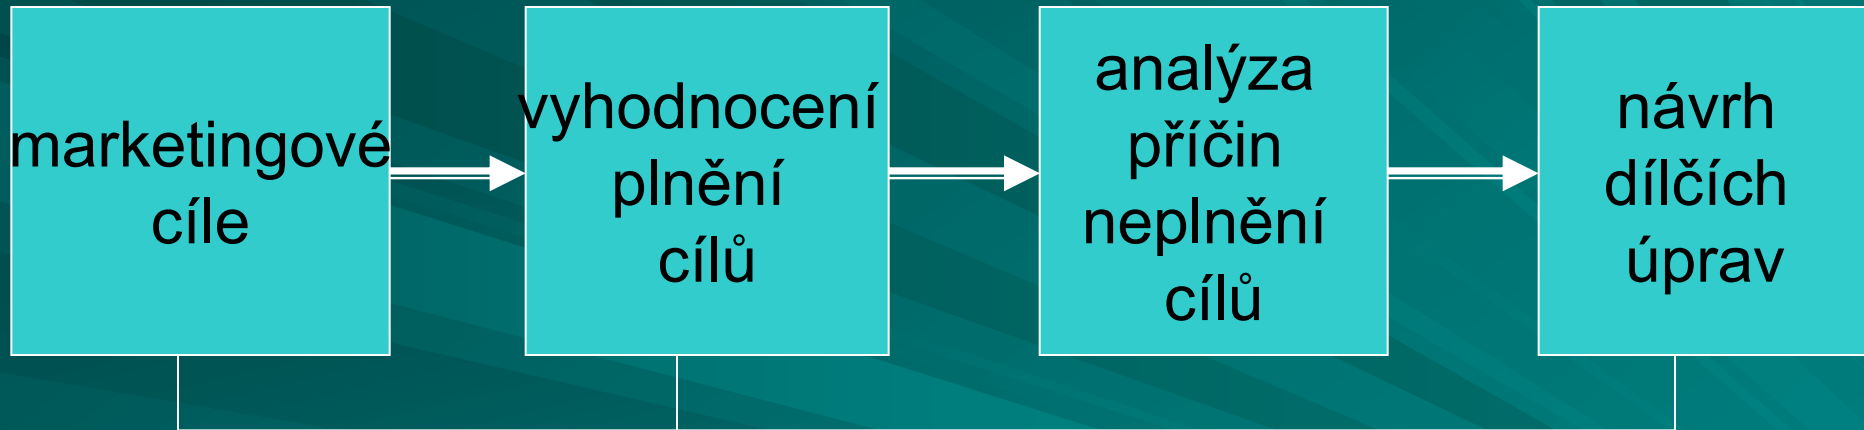 marketingové
cíle
vyhodnocení
plnění
cílů
analýza
příčin
neplnění
cílů
návrh
dílčích
úprav